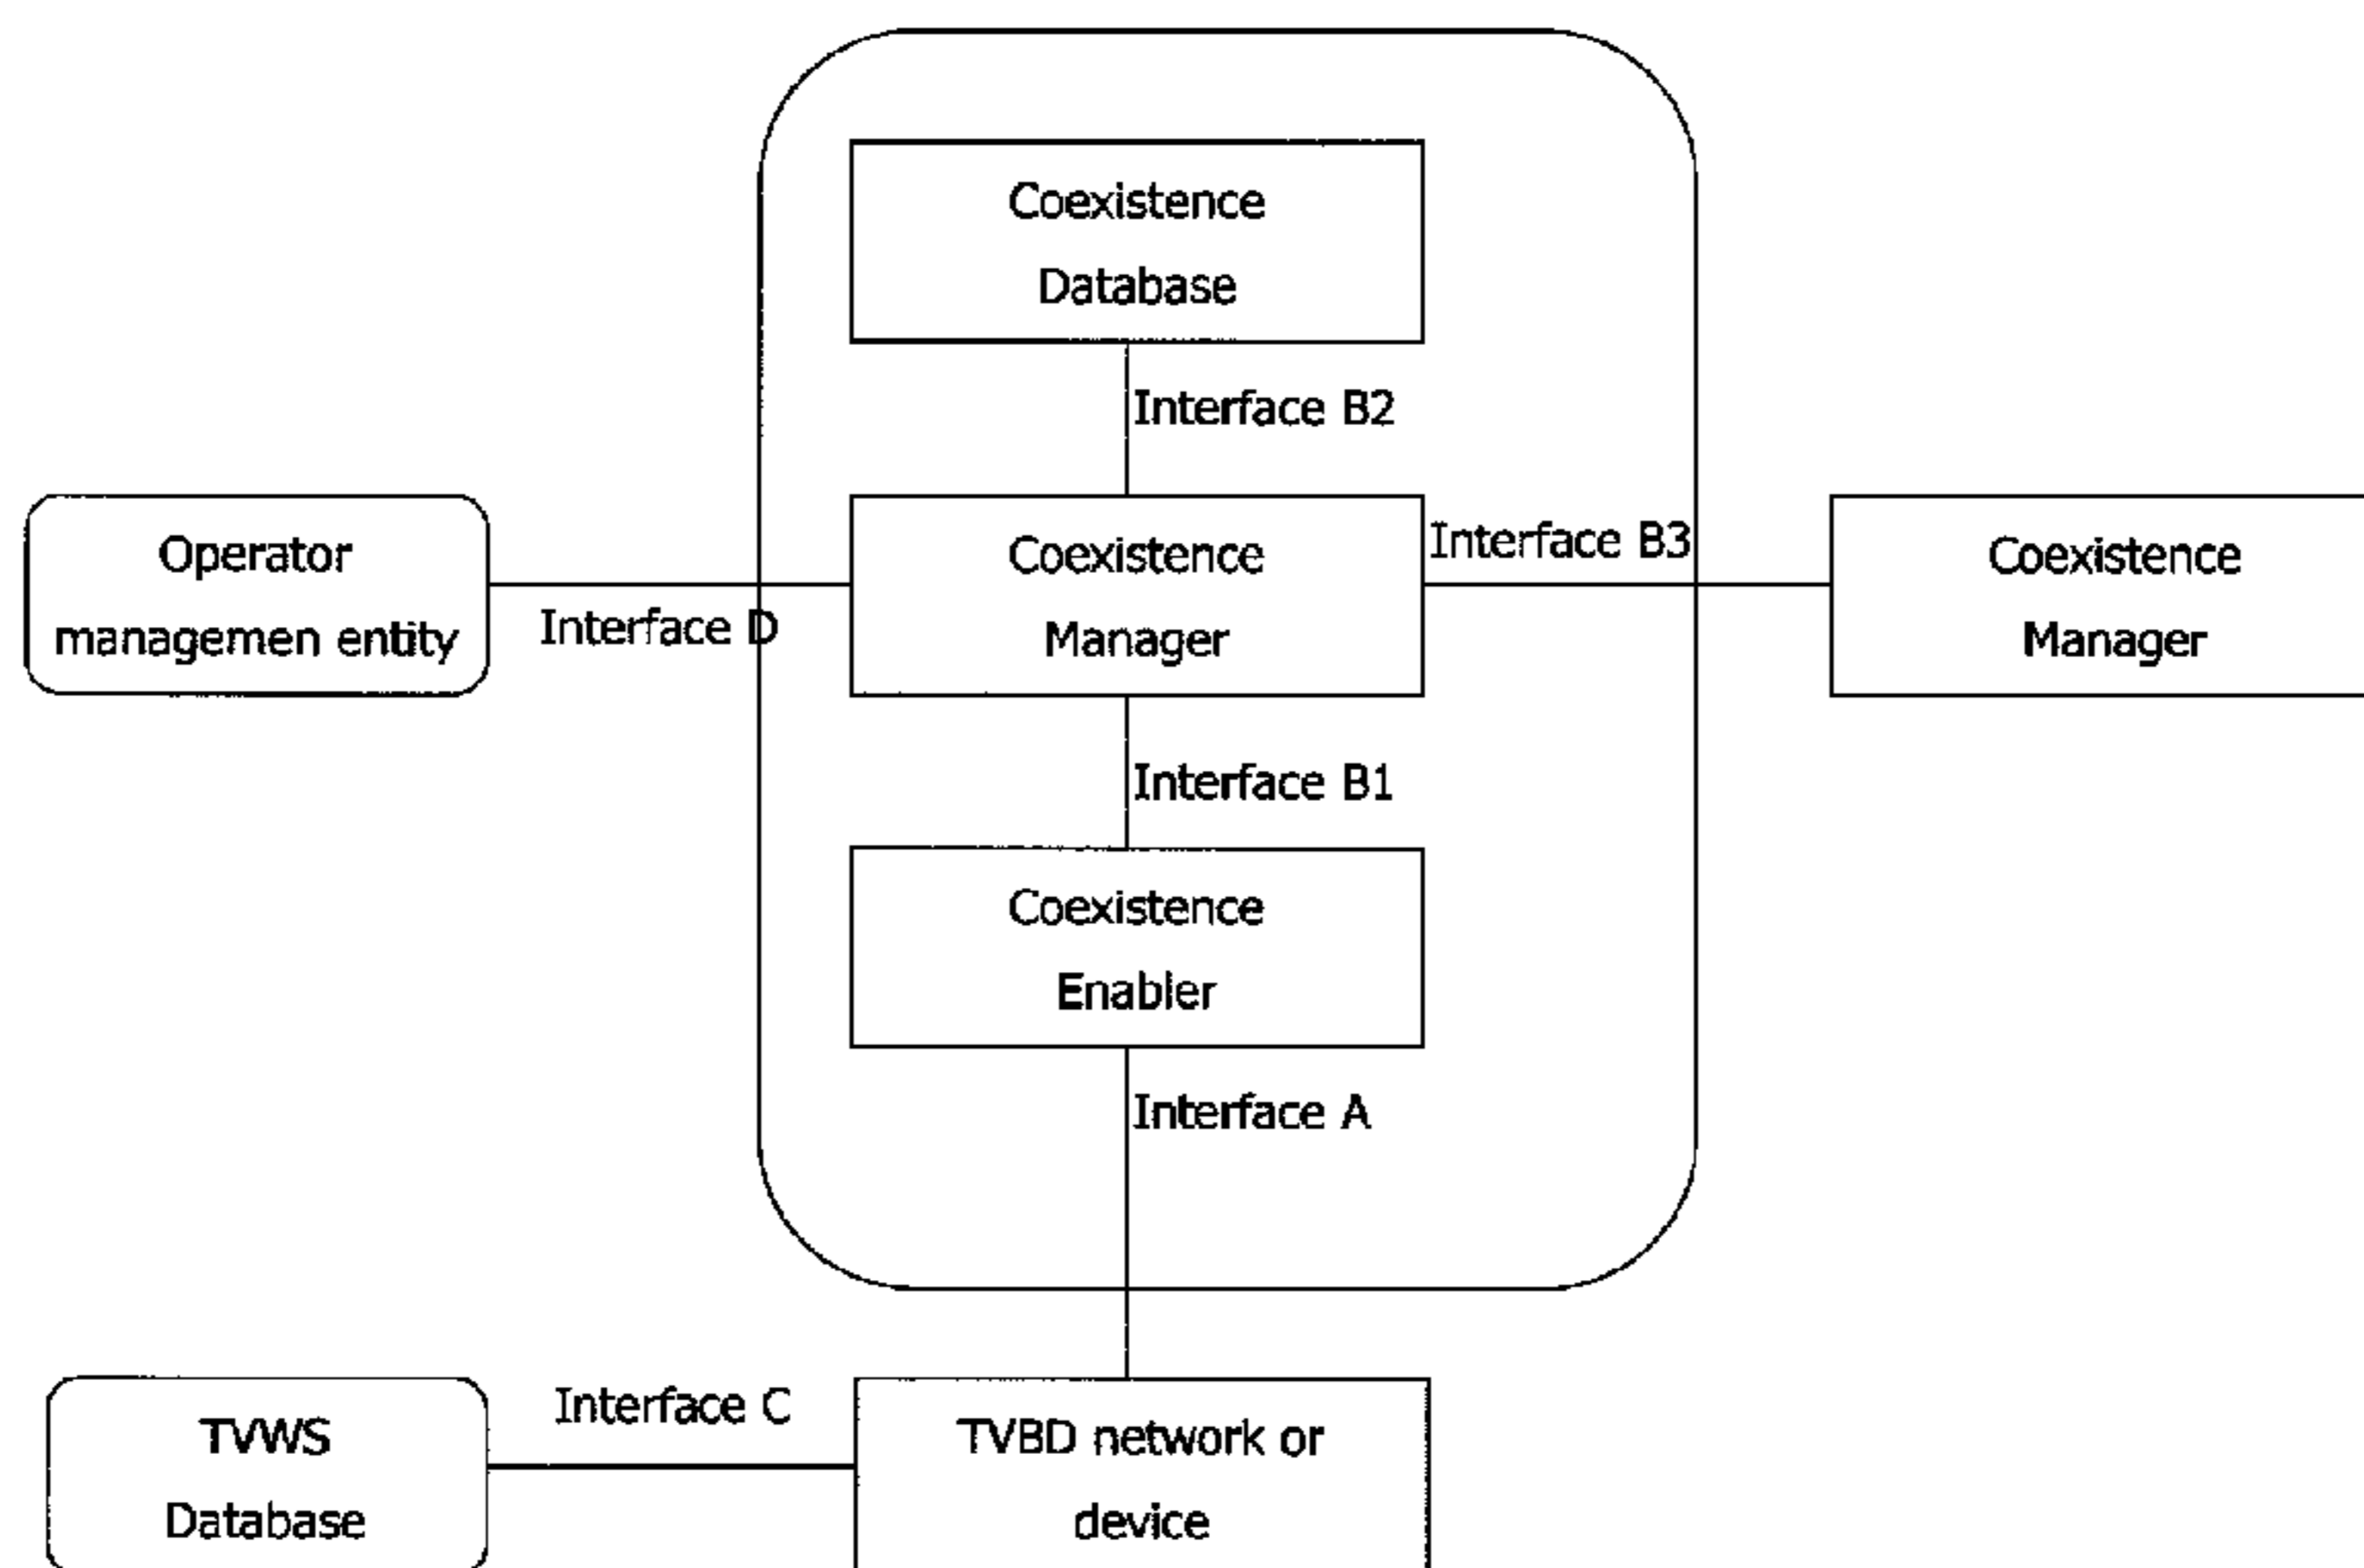 Coexistence
Database
Interface B2
Operator
managemen entity
Interface D
Coexistence
Manager
Interface B3
Coexistence
Manager
Interface B1
Coexistence
Enabler
Interface A
TVWS
Database
Interface C
TVBD network or
device